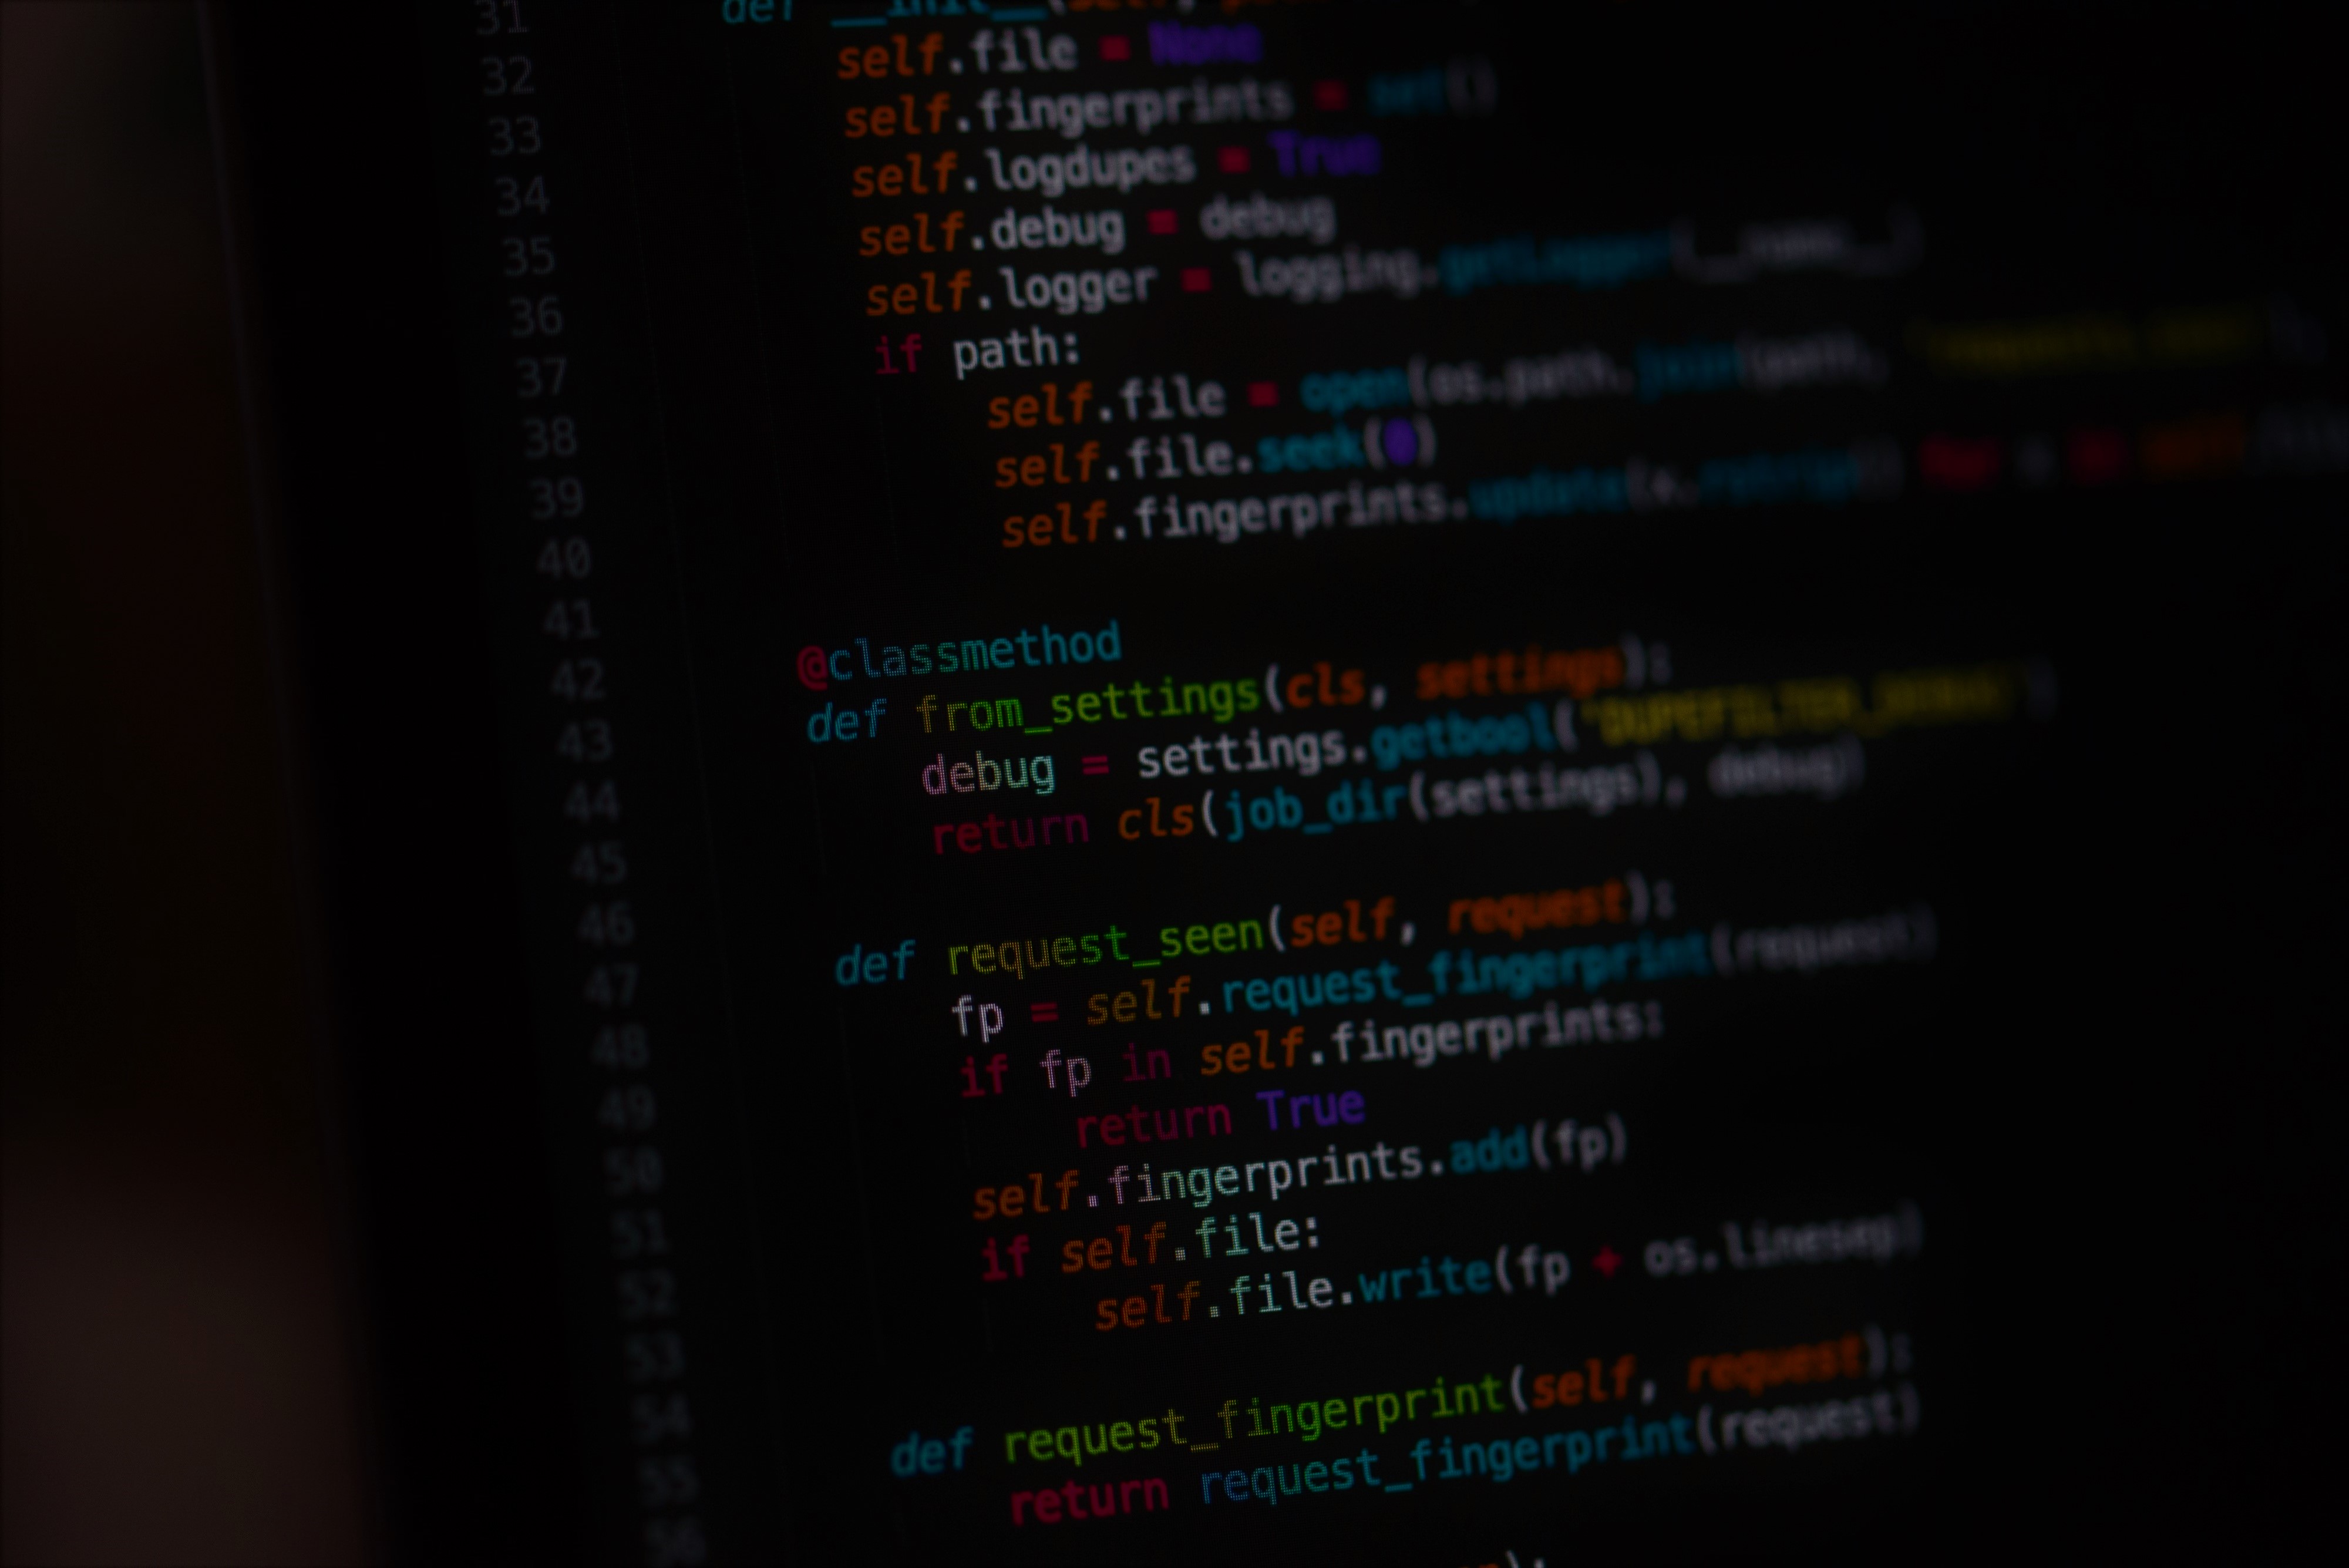 31 def __init__(self,
32 self.file = None
33 self.fingerprints = set()
34 self.logdupes = True
35 self.debug = debug
36 self.logger = logging.getLogger(__name__)
37 if path:
38 self.file = open(os.path.join(path,
39 self.file.seek(0)
40 self.fingerprints.update(x.rstrip() for x in self.file
41
42 @classmethod
43 def from_settings(cls, settings):
44 debug = settings.getbool('DUPEFILTER_DEBUG')
45 return cls(job_dir(settings), debug)
46
47 def request_seen(self, request):
48 fp = self.request_fingerprint(request)
49 if fp in self.fingerprints:
50 return True
51 self.fingerprints.add(fp)
52 if self.file:
53 self.file.write(fp + os.linesep)
54
55 def request_fingerprint(self, request):
56 return request_fingerprint(request)